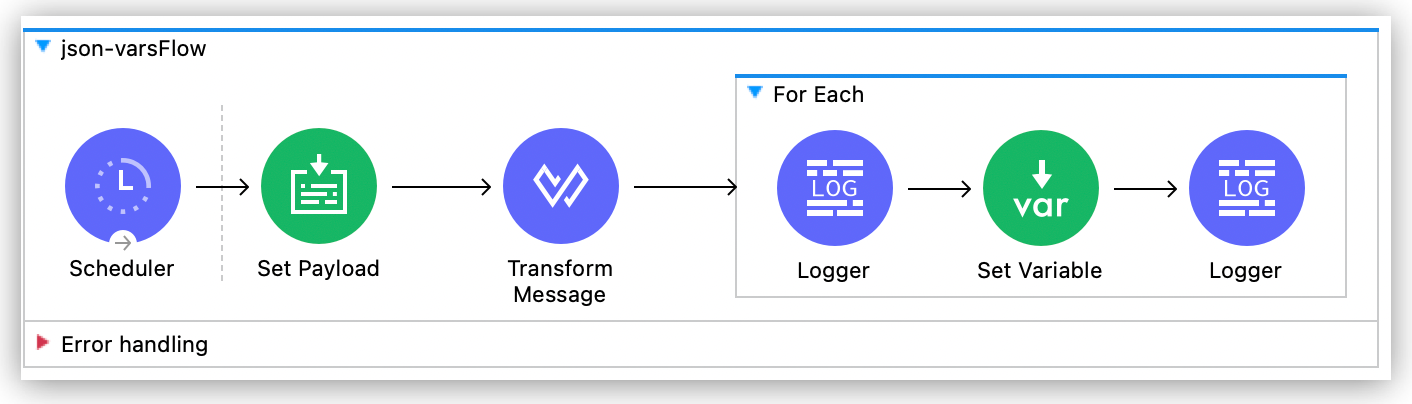 json-varsFlow
For Each
LOG
var
LOG
Scheduler
Set Payload
Transform
Message
Logger
Set Variable
Logger
Error handling